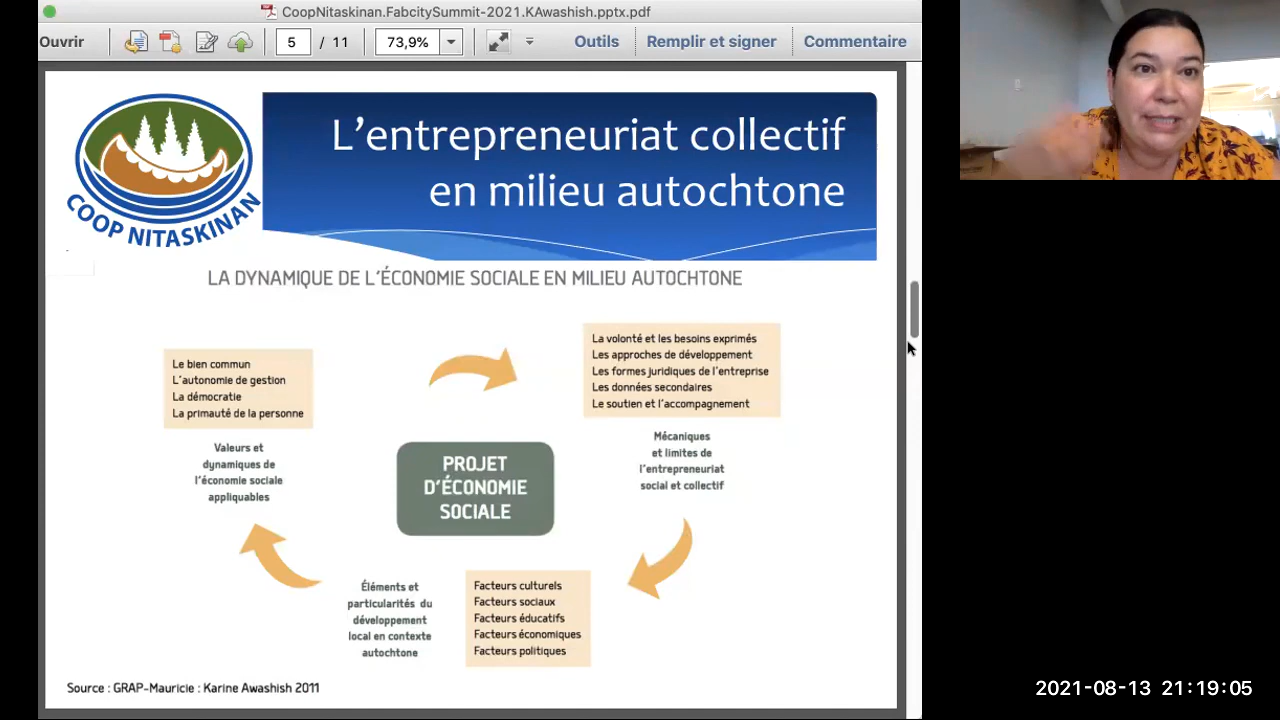 CoopNitaskinan.FabcitySummit-2021.KAwashish.pptx.pdf
Ouvrir
5 / 11
73,9%
Outils
Remplir et signer
Commentaire
COOP NITASKINAN
L’entrepreneuriat collectif
en milieu autochtone
LA DYNAMIQUE DE L’ÉCONOMIE SOCIALE EN MILIEU AUTOCHTONE
Le bien commun
L’autonomie de gestion
La démocratie
La primauté de la personne
Valeurs et
dynamiques de
l’économie sociale
appliquables
La volonté et les besoins exprimés
Les approches de développement
Les formes juridiques de l’entreprise
Les données secondaires
Le soutien et l’accompagnement
Mécaniques
et limites de
l’entrepreneuriat
social et collectif
PROJET
D’ÉCONOMIE
SOCIALE
Éléments et
particularités du
développement
local en contexte
autochtone
Facteurs culturels
Facteurs sociaux
Facteurs éducatifs
Facteurs économiques
Facteurs politiques
Source : GRAP-Mauricie : Karine Awashish 2011
2021-08-13 21:19:05